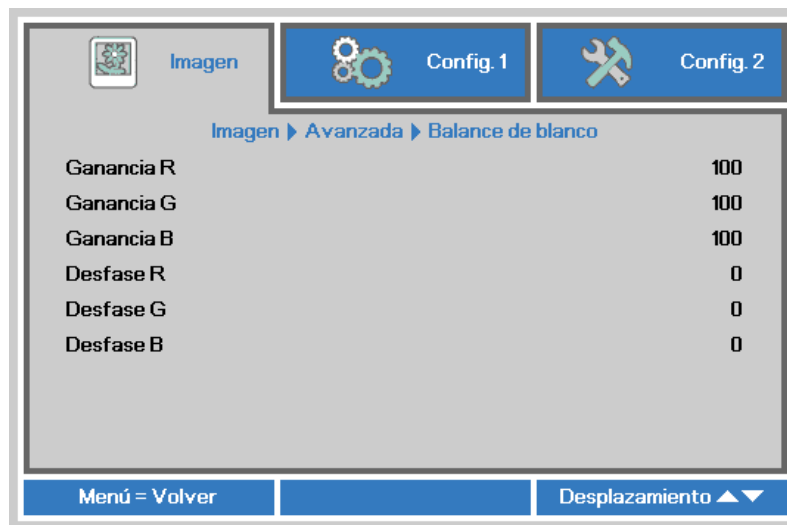 Imagen Config. 1 Config. 2
Imagen Avanzada Balance de blanco
Ganancia R 100
Ganancia G 100
Ganancia B 100
Desfase R 0
Desfase G 0
Desfase B 0
Menú = Volver Desplazamiento ▲▼